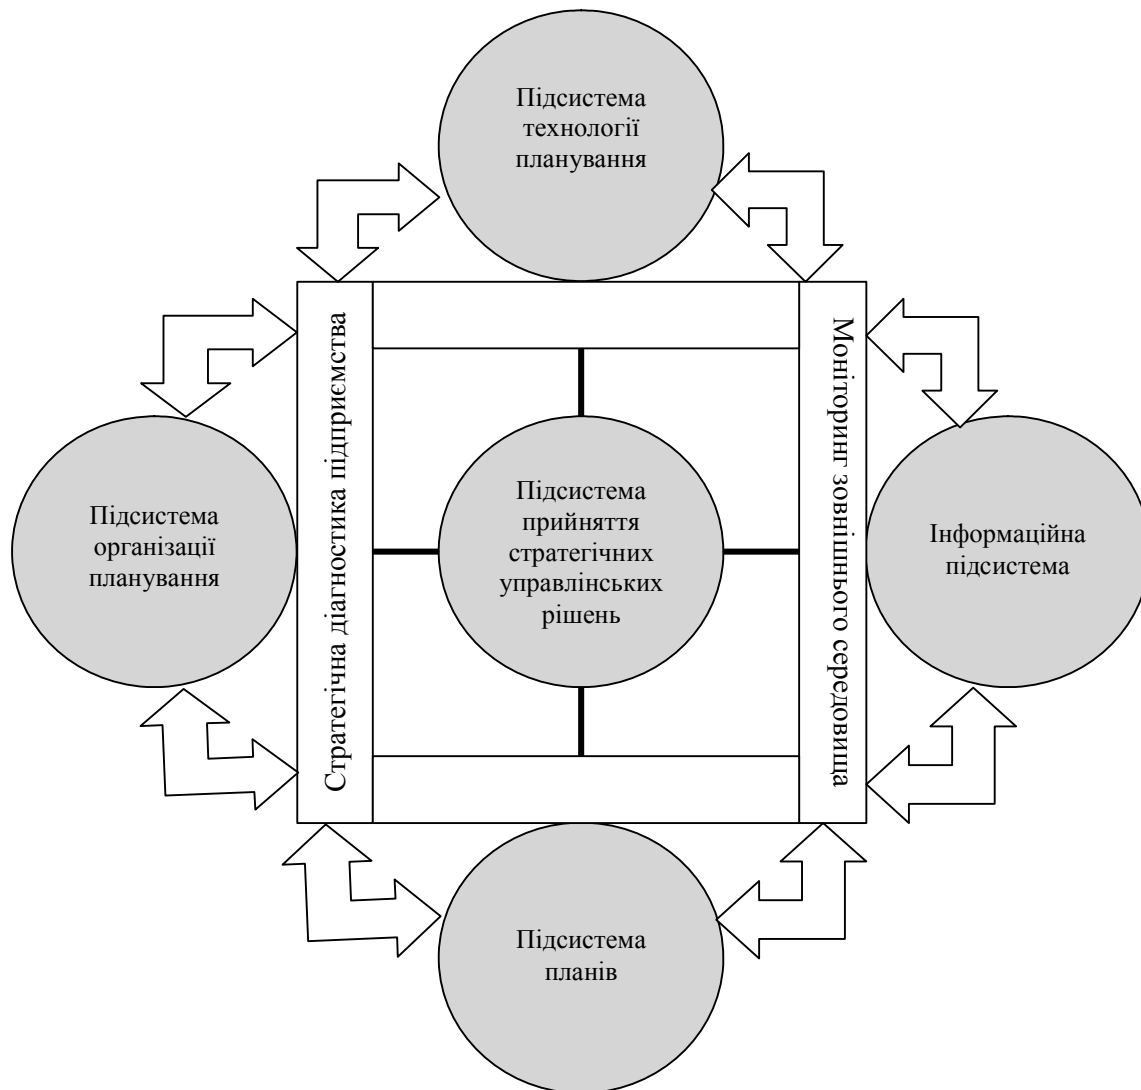 Підсистема
технології
планування
Стратегічна діагностика підприємства
Моніторинг зовнішнього середовища
Підсистема
організації
планування
Підсистема
прийняття
стратегічних
управлінських
рішень
Інформаційна
підсистема
Підсистема
планів